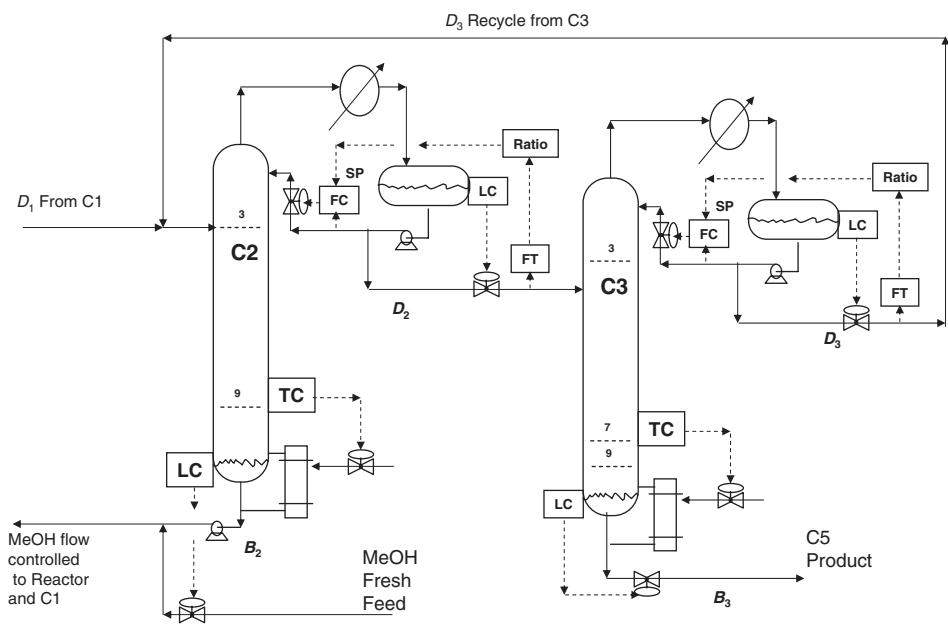 D3 Recycle from C3
D1 From C1
Ratio
SP
FC
LC
FT
3
C2
D2
9
TC
LC
B2
MeOH flow
controlled
to Reactor
and C1
MeOH
Fresh
Feed
Ratio
SP
FC
LC
FT
3
C3
D3
7
TC
9
LC
B3
C5
Product